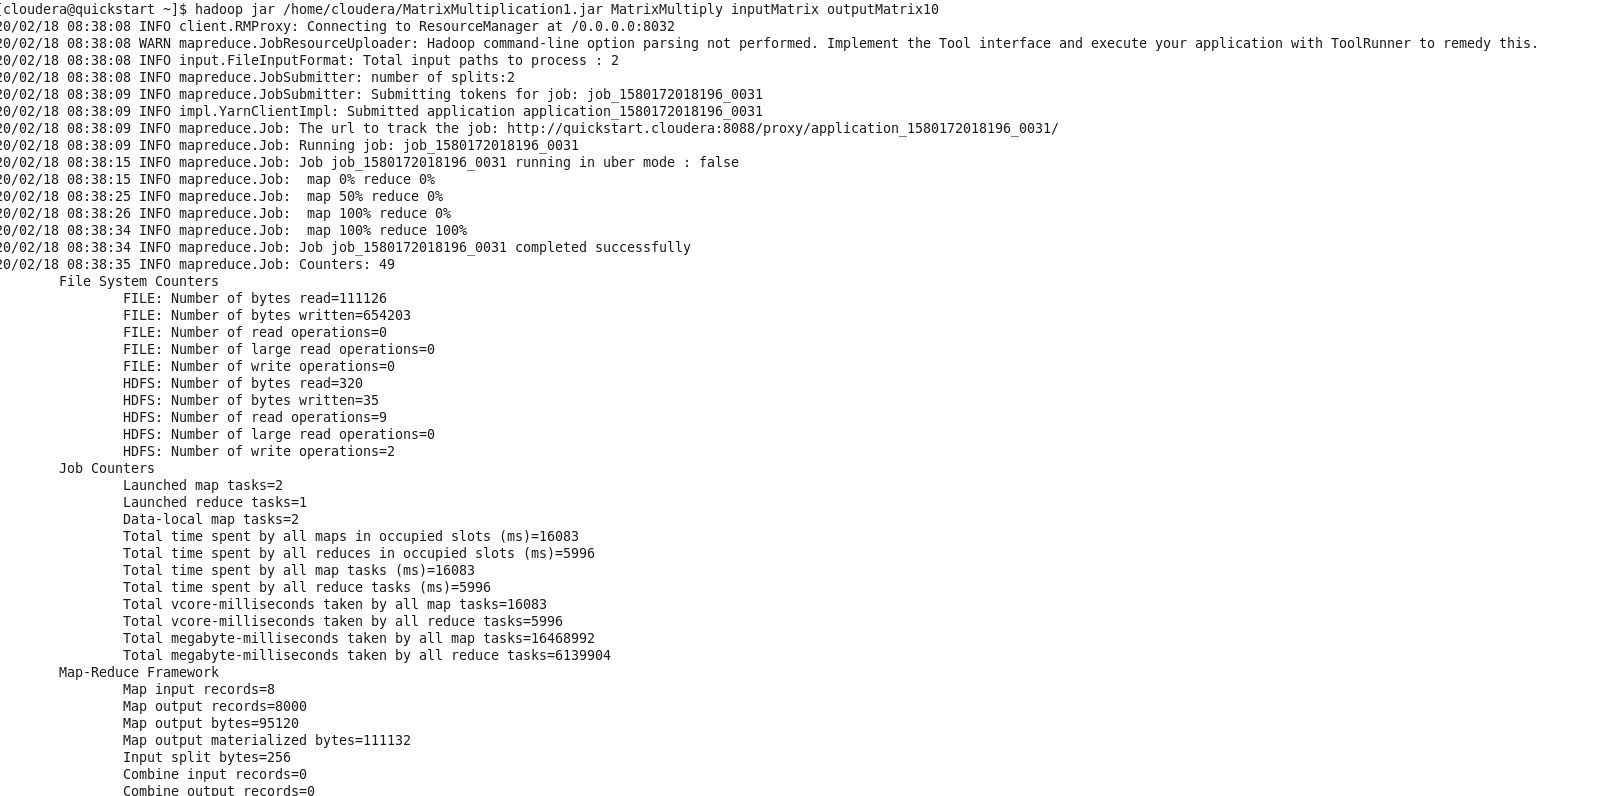 [cloudera@quickstart ~]$ hadoop jar /home/cloudera/MatrixMultiplication1.jar MatrixMultiply inputMatrix outputMatrix10
20/02/18 08:38:08 INFO client.RMProxy: Connecting to ResourceManager at /0.0.0.0:8032
20/02/18 08:38:08 WARN mapreduce.JobResourceUploader: Hadoop command-line option parsing not performed. Implement the Tool interface and execute your application with ToolRunner to remedy this.
20/02/18 08:38:08 INFO input.FileInputFormat: Total input paths to process : 2
20/02/18 08:38:08 INFO mapreduce.JobSubmitter: number of splits:2
20/02/18 08:38:09 INFO mapreduce.JobSubmitter: Submitting tokens for job: job_1580172018196_0031
20/02/18 08:38:09 INFO impl.YarnClientImpl: Submitted application application_1580172018196_0031
20/02/18 08:38:09 INFO mapreduce.Job: The url to track the job: http://quickstart.cloudera:8088/proxy/application_1580172018196_0031/
20/02/18 08:38:09 INFO mapreduce.Job: Running job: job_1580172018196_0031
20/02/18 08:38:15 INFO mapreduce.Job: Job job_1580172018196_0031 running in uber mode : false
20/02/18 08:38:15 INFO mapreduce.Job:  map 0% reduce 0%
20/02/18 08:38:25 INFO mapreduce.Job:  map 50% reduce 0%
20/02/18 08:38:26 INFO mapreduce.Job:  map 100% reduce 0%
20/02/18 08:38:34 INFO mapreduce.Job:  map 100% reduce 100%
20/02/18 08:38:34 INFO mapreduce.Job: Job job_1580172018196_0031 completed successfully
20/02/18 08:38:35 INFO mapreduce.Job: Counters: 49
File System Counters
FILE: Number of bytes read=111126
FILE: Number of bytes written=654203
FILE: Number of read operations=0
FILE: Number of large read operations=0
FILE: Number of write operations=0
HDFS: Number of bytes read=320
HDFS: Number of bytes written=35
HDFS: Number of read operations=9
HDFS: Number of large read operations=0
HDFS: Number of write operations=2
Job Counters
Launched map tasks=2
Launched reduce tasks=1
Data-local map tasks=2
Total time spent by all maps in occupied slots (ms)=16083
Total time spent by all reduces in occupied slots (ms)=5996
Total time spent by all map tasks (ms)=16083
Total time spent by all reduce tasks (ms)=5996
Total vcore-milliseconds taken by all map tasks=16083
Total vcore-milliseconds taken by all reduce tasks=5996
Total megabyte-milliseconds taken by all map tasks=16468992
Total megabyte-milliseconds taken by all reduce tasks=6139904
Map-Reduce Framework
Map input records=8
Map output records=8000
Map output bytes=95120
Map output materialized bytes=111132
Input split bytes=256
Combine input records=0
Combine output records=0